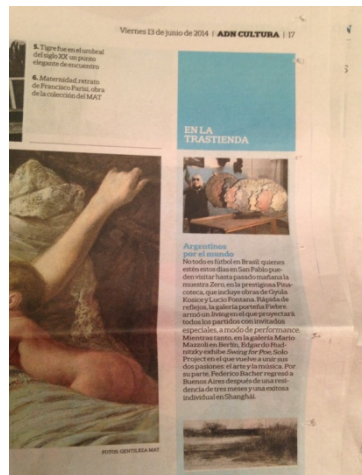 Viernes 13 de junio de 2014 | ADN CULTURA | 17
5. Tigre fue en el umbral
del siglo XX un punto
elegante de encuentro
6. Maternidad, retrato
de Francisco Parisi, obra
de la colección del MAT
EN LA
TRASTIENDA
Argentinos
por el mundo
No todo es fútbol en Brasil: quienes
estén estos días en San Pablo pue-
den visitar hasta pasado mañana la
muestra Zero, en la prestigiosa Pina-
coteca, que incluye obras de Gyula
Kosice y Lucio Fontana. Rápida de
reflejos, la galería porteña Fiebre
armó un living en el que proyectará
todos los partidos con invitados
especiales, a modo de performance.
Mientras tanto, en la galería Mario
Mazzoli en Berlín, Edgardo Rud-
nitzky exhibe Swing for Poe. Solo
Project en el que vuelve a unir sus
dos pasiones: el arte y la música. Por
su parte, Federico Bacher regresó a
Buenos Aires después de una resi-
dencia de tres meses y una exitosa
individual en Shanghái.
FOTOS: GENTILEZA MAT